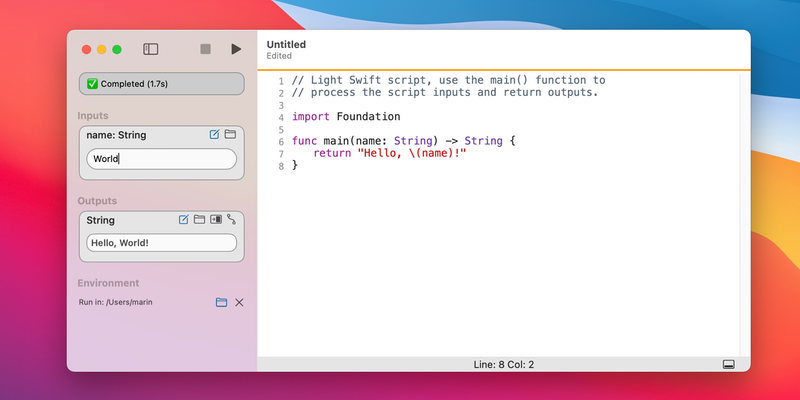 Completed (1.7s)
Inputs
name: String
World
Outputs
String
Hello, World!
Environment
Run in: /Users/marin
Untitled
Edited
1 // Light Swift script, use the main() function to
2 // process the script inputs and return outputs.
3
4 import Foundation
5
6 func main(name: String) -> String {
7 return "Hello, \(name)!"
8 }
Line: 8 Col: 2